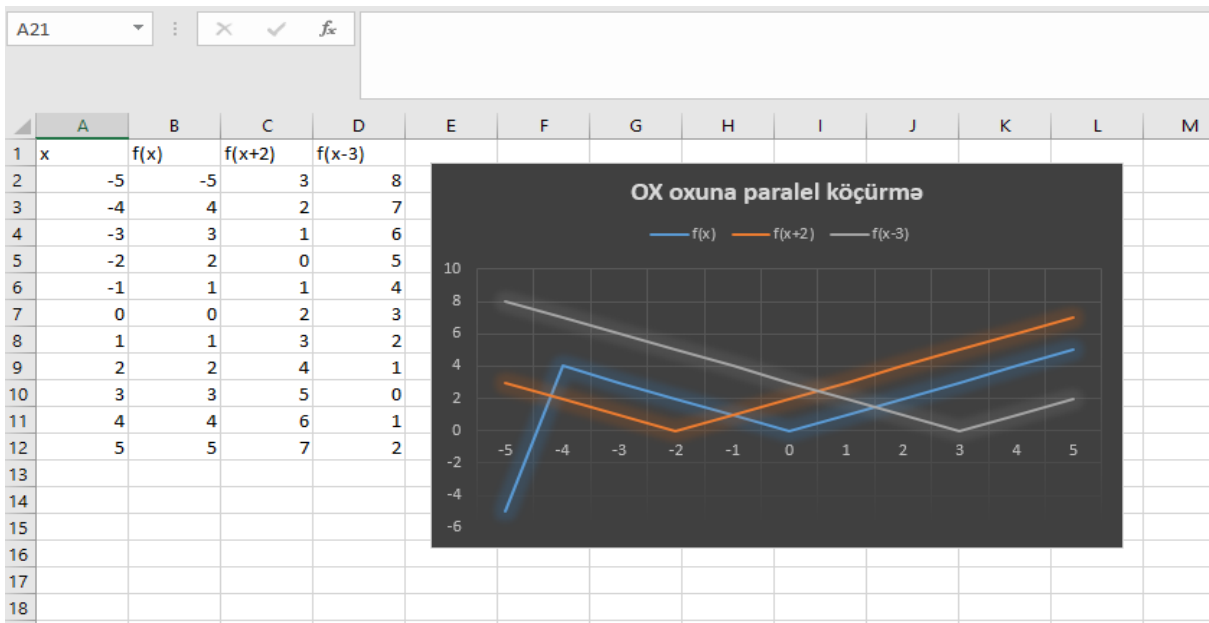 A21 fx
A B C D E F G H I J K L M
1 x f(x) f(x+2) f(x-3)
2 -5 -5 3 8
3 -4 4 2 7
4 -3 3 1 6
5 -2 2 0 5
6 -1 1 1 4
7 0 0 2 3
8 1 1 3 2
9 2 2 4 1
10 3 3 5 0
11 4 4 6 1
12 5 5 7 2
13
14
15
16
17
18
OX oxuna paralel köçürmə
f(x) f(x+2) f(x-3)
10
8
6
4
2
0
-2
-4
-6
-5 -4 -3 -2 -1 0 1 2 3 4 5